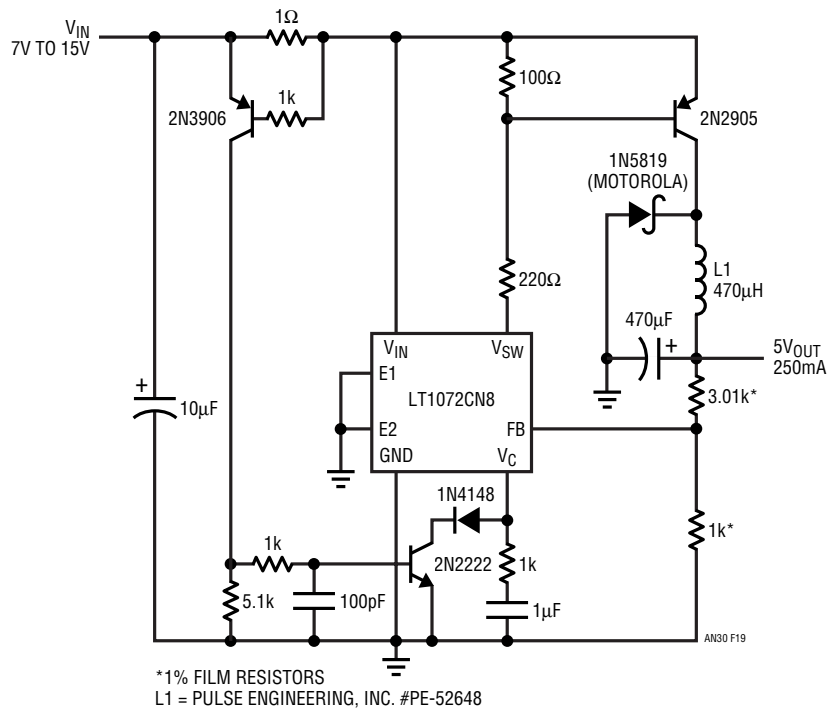 V_IN
7V TO 15V
1Ω
1k
2N3906
100Ω
2N2905
1N5819
(MOTOROLA)
220Ω
L1
470µH
470µF
+
5V_OUT
250mA
3.01k*
+
10µF
V_IN
V_SW
E1
LT1072CN8
E2
FB
GND
V_C
1N4148
1k*
1k
2N2222
1k
5.1k
100pF
1µF
AN30 F19
*1% FILM RESISTORS
L1 = PULSE ENGINEERING, INC. #PE-52648